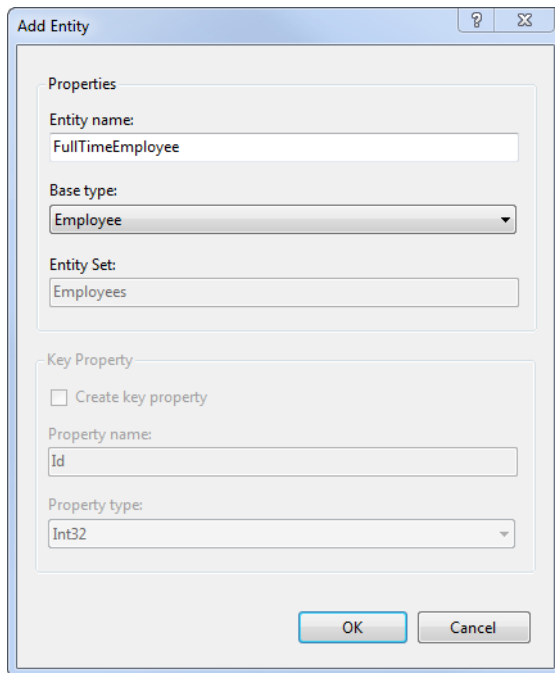 Add Entity
Properties
Entity name:
FullTimeEmployee
Base type:
Employee
Entity Set:
Employees
Key Property
Create key property
Property name:
Id
Property type:
Int32
OK Cancel